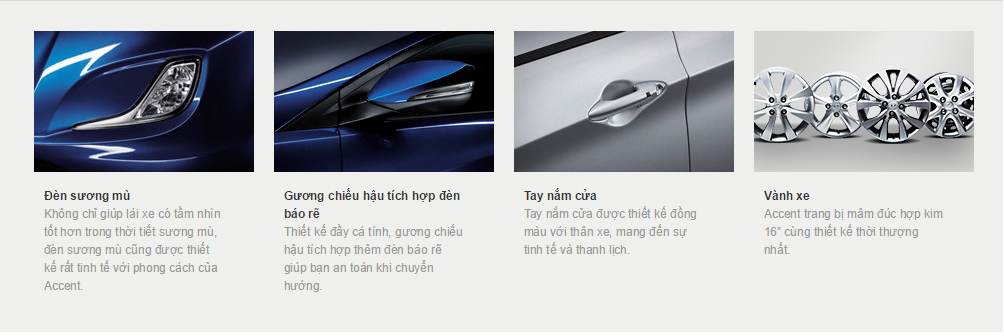 Đèn sương mù
Không chỉ giúp lái xe có tầm nhìn
tốt hơn trong thời tiết sương mù,
đèn sương mù cũng được thiết
kế rất tinh tế với phong cách của
Accent.
Gương chiếu hậu tích hợp đèn
báo rẽ
Thiết kế đầy cá tính, gương chiếu
hậu tích hợp thêm đèn báo rẽ
giúp bạn an toàn khi chuyển
hướng.
Tay nắm cửa
Tay nắm cửa được thiết kế đồng
màu với thân xe, mang đến sự
tinh tế và thanh lịch.
Vành xe
Accent trang bị mâm đúc hợp kim
16" cùng thiết kế thời thượng
nhất.